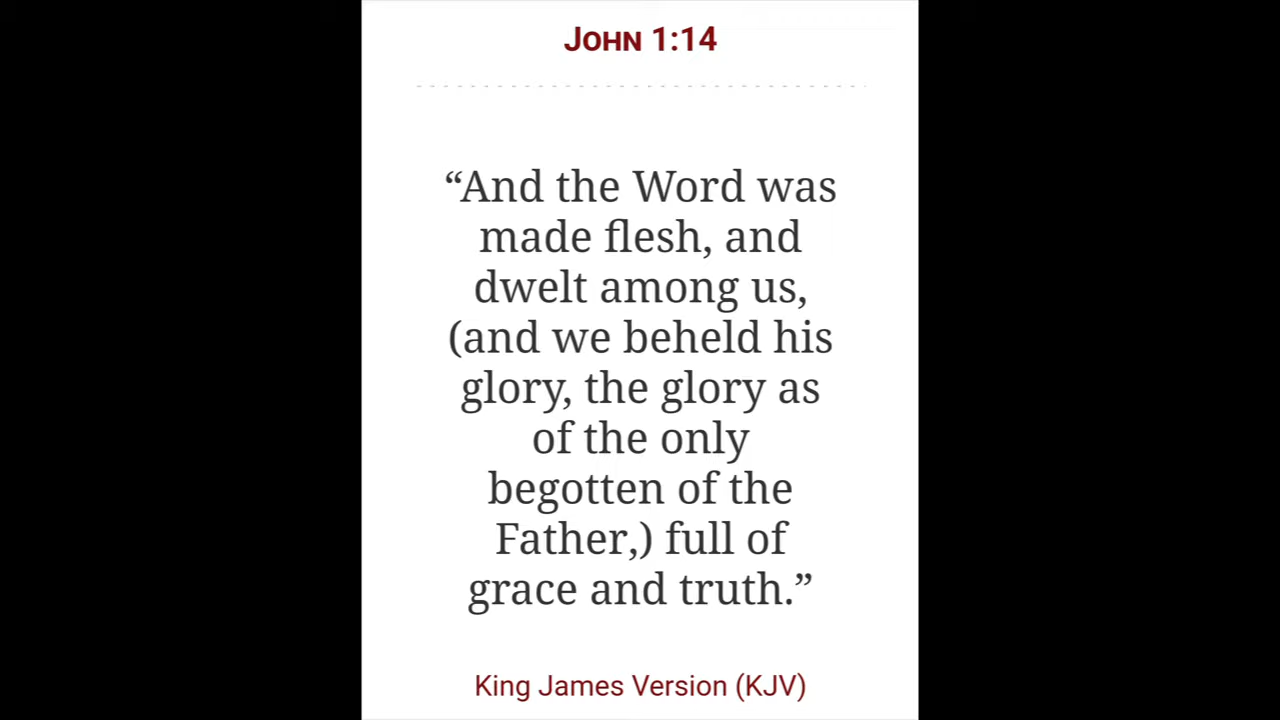 John 1:14
“And the Word was
made flesh, and
dwelt among us,
(and we beheld his
glory, the glory as
of the only
begotten of the
Father,) full of
grace and truth.”
King James Version (KJV)